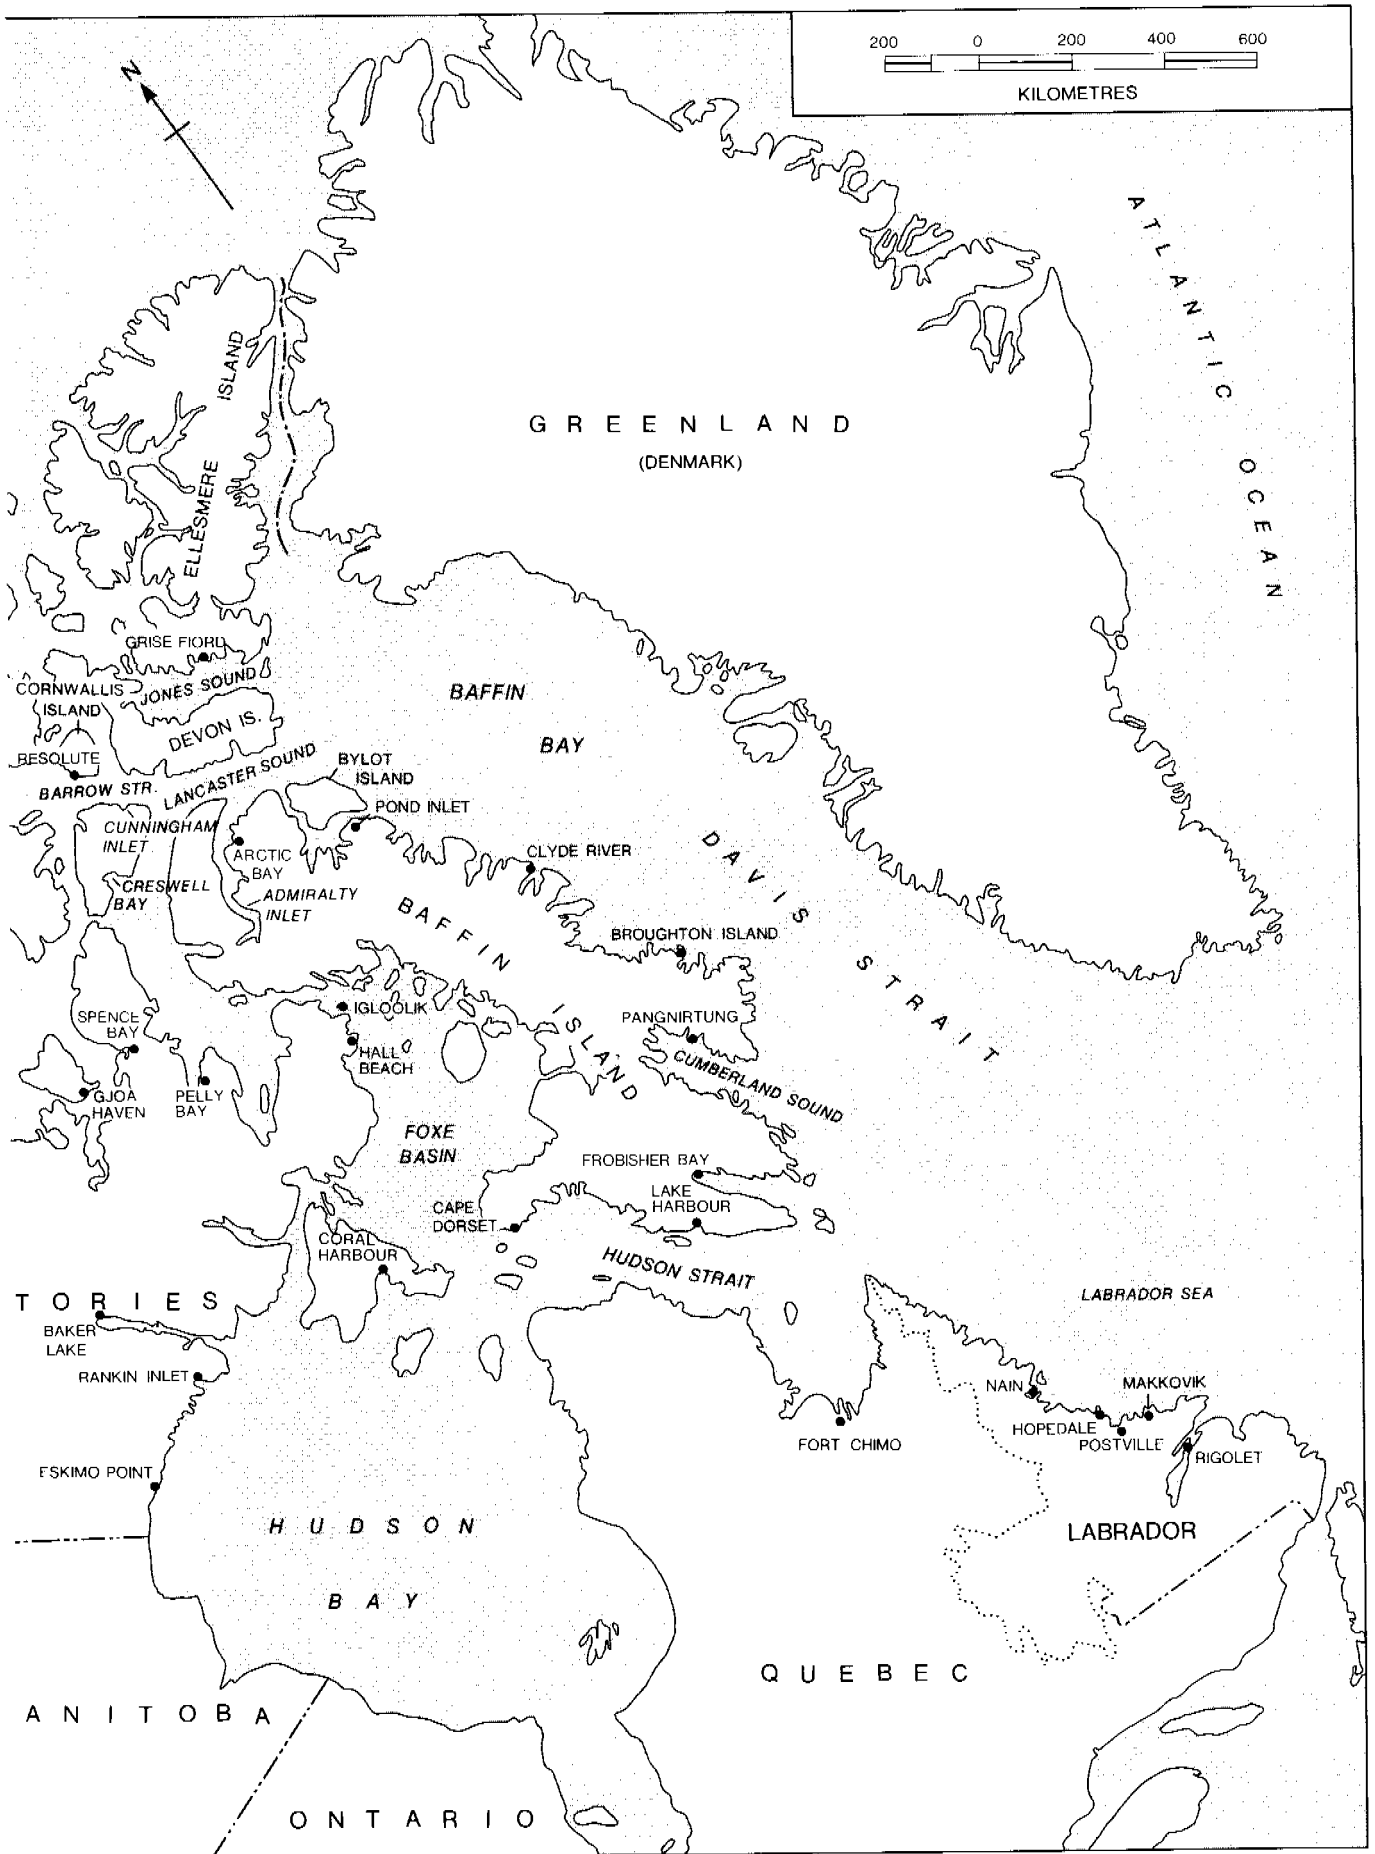 200 0 200 400 600
KILOMETRES
N
ATLANTIC OCEAN
GREENLAND
(DENMARK)
ELLESMERE ISLAND
GRISE FIORD
JONES SOUND
CORNWALLIS
ISLAND
DEVON IS.
RESOLUTE
BARROW STR.
LANCASTER SOUND
BAFFIN
BAY
BYLOT
ISLAND
POND INLET
CUNNINGHAM
INLET
ARCTIC
BAY
CRESWELL
BAY
ADMIRALTY
INLET
CLYDE RIVER
DAVIS STRAIT
BAFFIN ISLAND
BROUGHTON ISLAND
IGLOOLIK
SPENCE
BAY
HALL
BEACH
PANGNIRTUNG
CUMBERLAND SOUND
GJOA
HAVEN
PELLY
BAY
FOXE
BASIN
FROBISHER BAY
LAKE
HARBOUR
CAPE
DORSET
CORAL
HARBOUR
HUDSON STRAIT
LABRADOR SEA
TORIES
BAKER
LAKE
RANKIN INLET
NAIN
MAKKOVIK
HOPEDALE
POSTVILLE
RIGOLET
FORT CHIMO
ESKIMO POINT
HUDSON
BAY
LABRADOR
QUEBEC
ANITOBA
ONTARIO